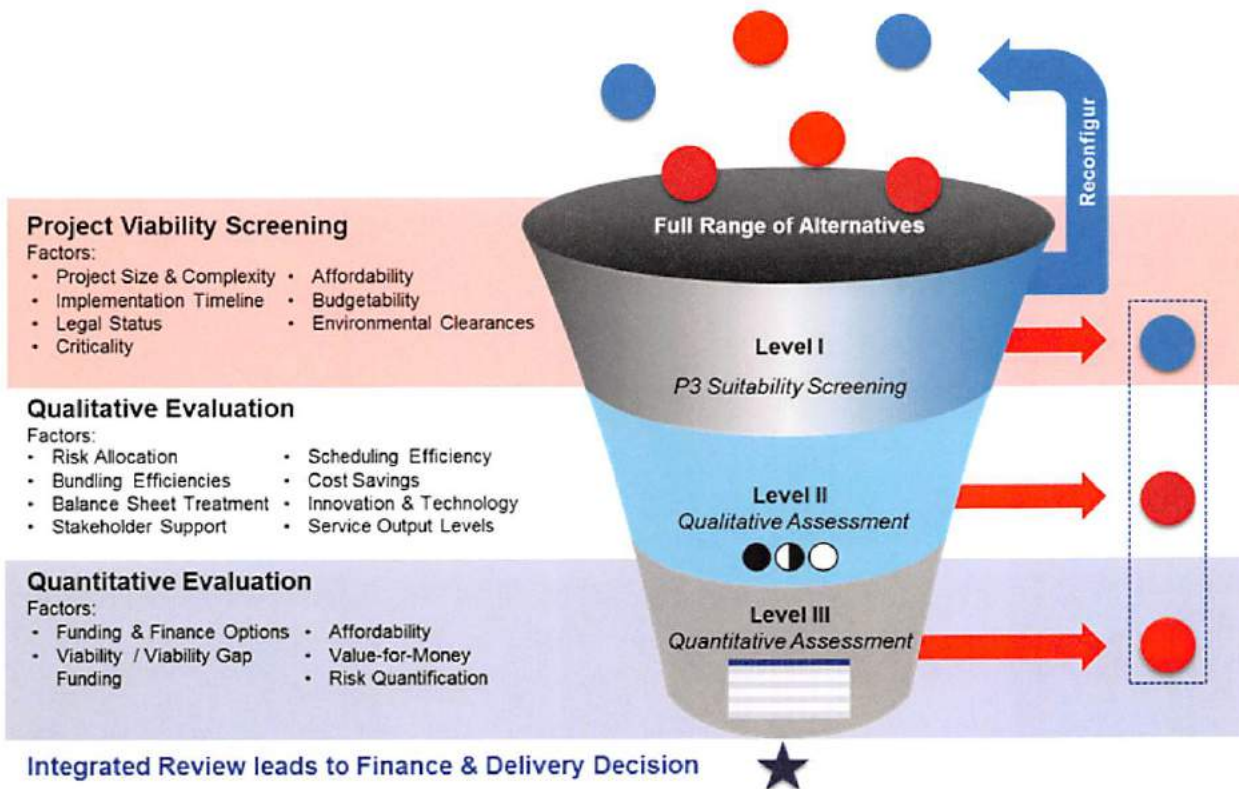 Reconfigur
Full Range of Alternatives
Project Viability Screening
Factors:
• Project Size & Complexity
• Implementation Timeline
• Legal Status
• Criticality
• Affordability
• Budgetability
• Environmental Clearances
Level I
P3 Suitability Screening
Qualitative Evaluation
Factors:
• Risk Allocation
• Bundling Efficiencies
• Balance Sheet Treatment
• Stakeholder Support
• Scheduling Efficiency
• Cost Savings
• Innovation & Technology
• Service Output Levels
Level II
Qualitative Assessment
Quantitative Evaluation
Factors:
• Funding & Finance Options
• Viability / Viability Gap
Funding
• Affordability
• Value-for-Money
• Risk Quantification
Level III
Quantitative Assessment
Integrated Review leads to Finance & Delivery Decision